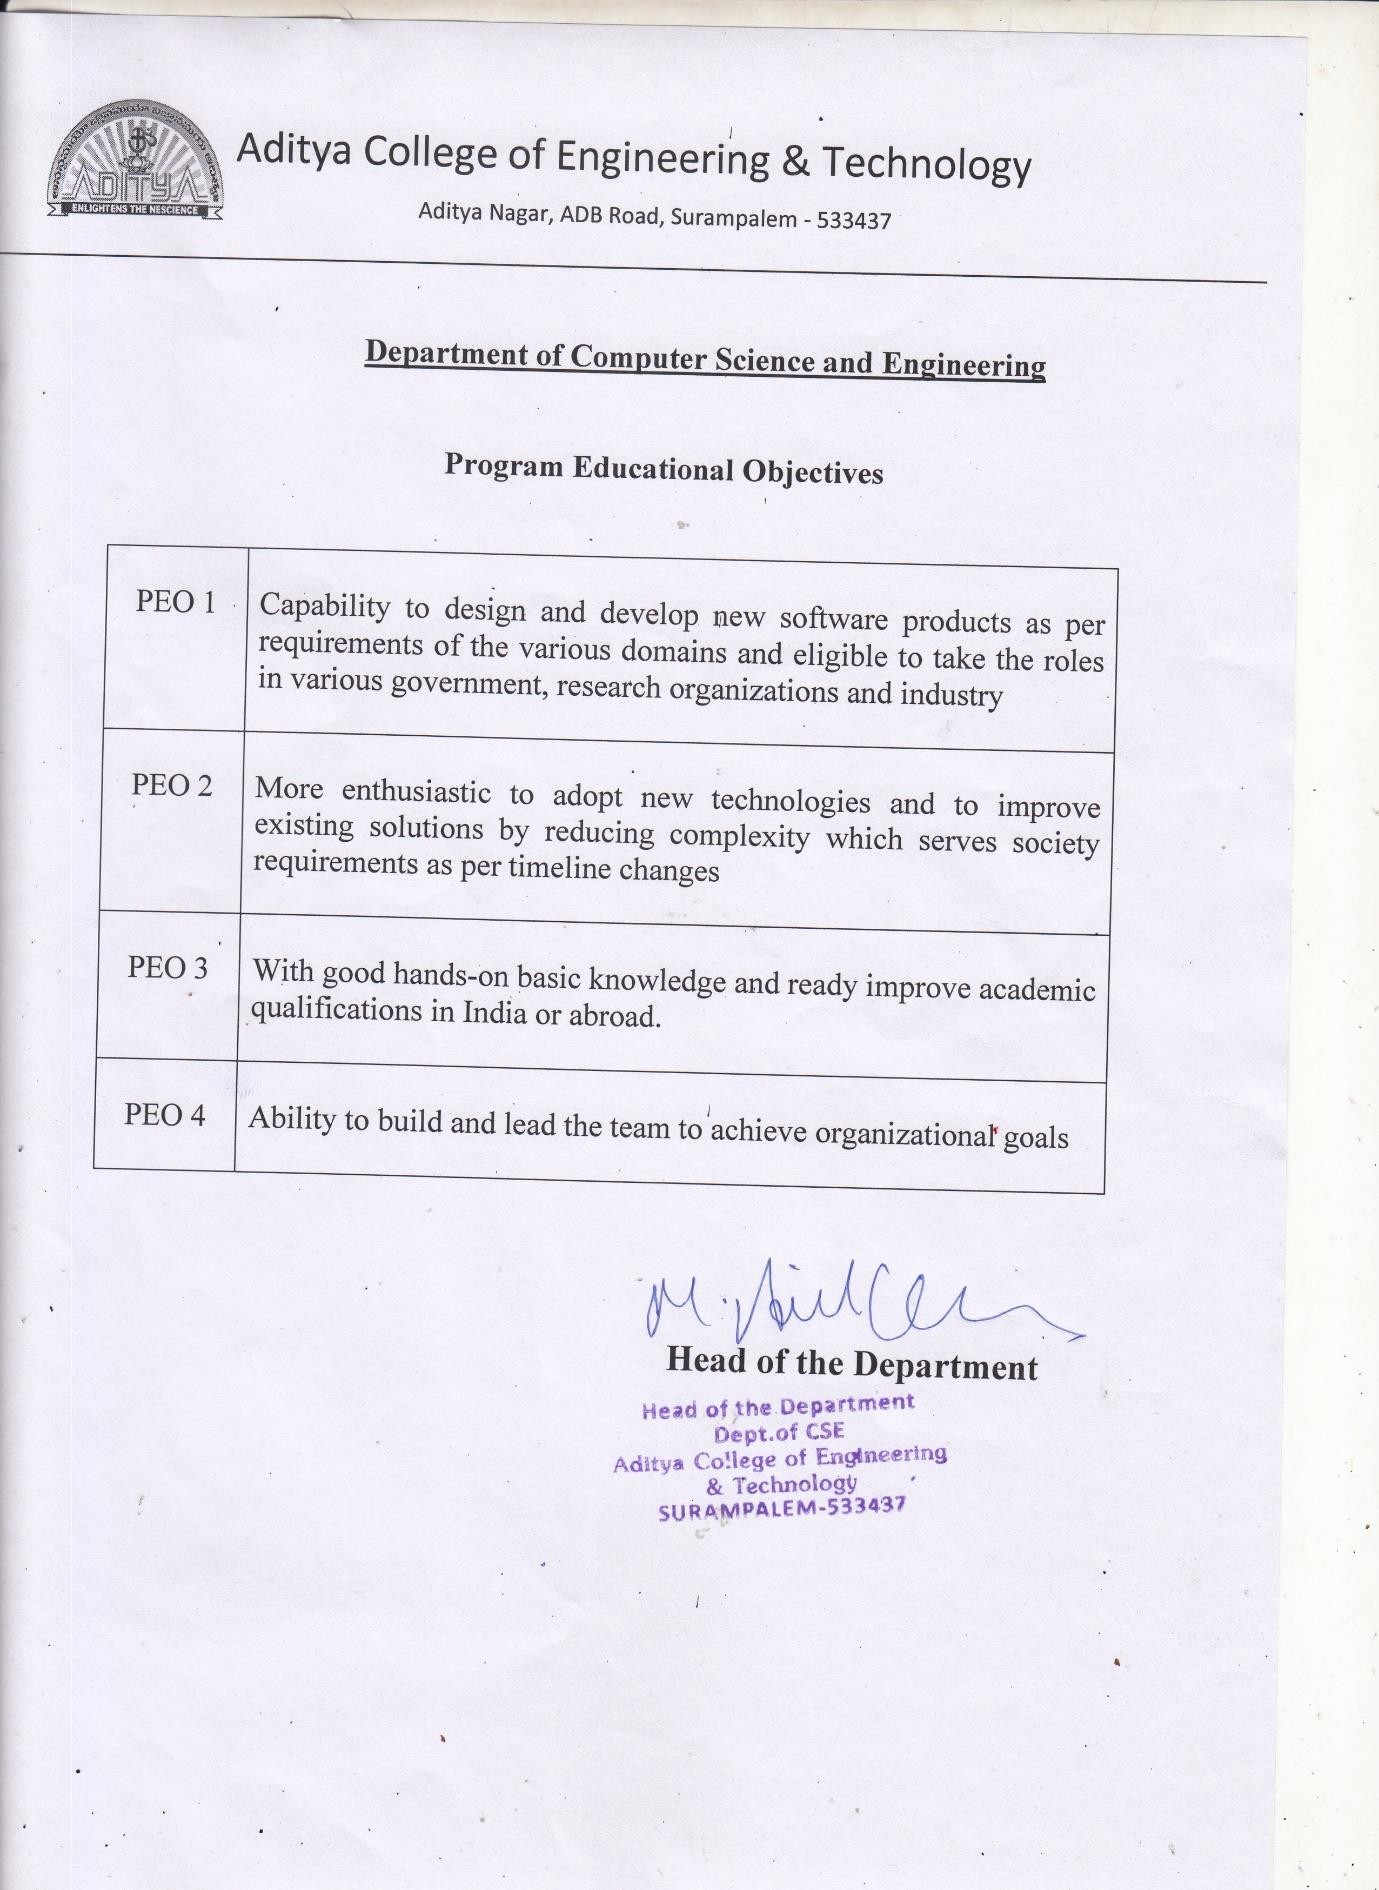 ADITYA
ENLIGHTENS THE NESCIENCE
Aditya College of Engineering & Technology
Aditya Nagar, ADB Road, Surampalem - 533437
Department of Computer Science and Engineering
Program Educational Objectives
PEO 1
Capability to design and develop new software products as per
requirements of the various domains and eligible to take the roles
in various government, research organizations and industry
PEO 2
More enthusiastic to adopt new technologies and to improve
existing solutions by reducing complexity which serves society
requirements as per timeline changes
PEO 3
With good hands-on basic knowledge and ready improve academic
qualifications in India or abroad.
PEO 4
Ability to build and lead the team to achieve organizational goals
Head of the Department
Head of the Department
Dept.of CSE
Aditya College of Engineering
& Technology
SURAMPALEM-533437